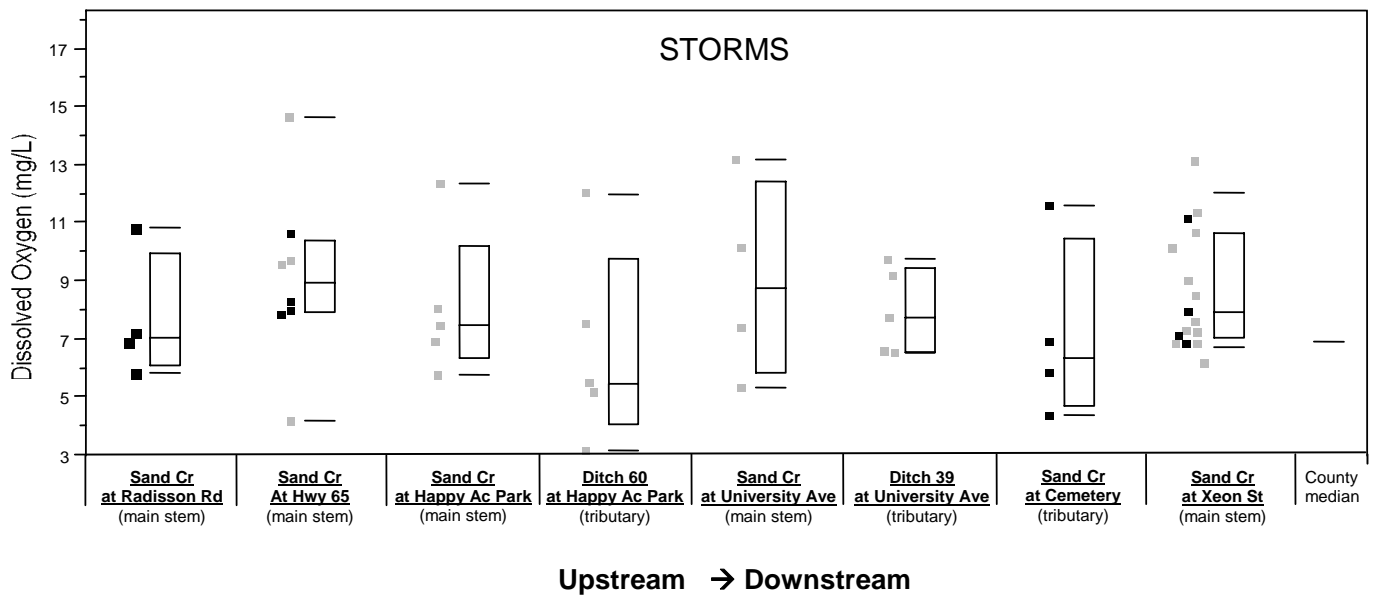 STORMS
Dissolved Oxygen (mg/L)
17
15
13
11
9
7
5
3
Sand Cr
at Radisson Rd
(main stem)
Sand Cr
At Hwy 65
(main stem)
Sand Cr
at Happy Ac Park
(main stem)
Ditch 60
at Happy Ac Park
(tributary)
Sand Cr
at University Ave
(main stem)
Ditch 39
at University Ave
(tributary)
Sand Cr
at Cemetery
(tributary)
Sand Cr
at Xeon St
(main stem)
County
median
Upstream → Downstream